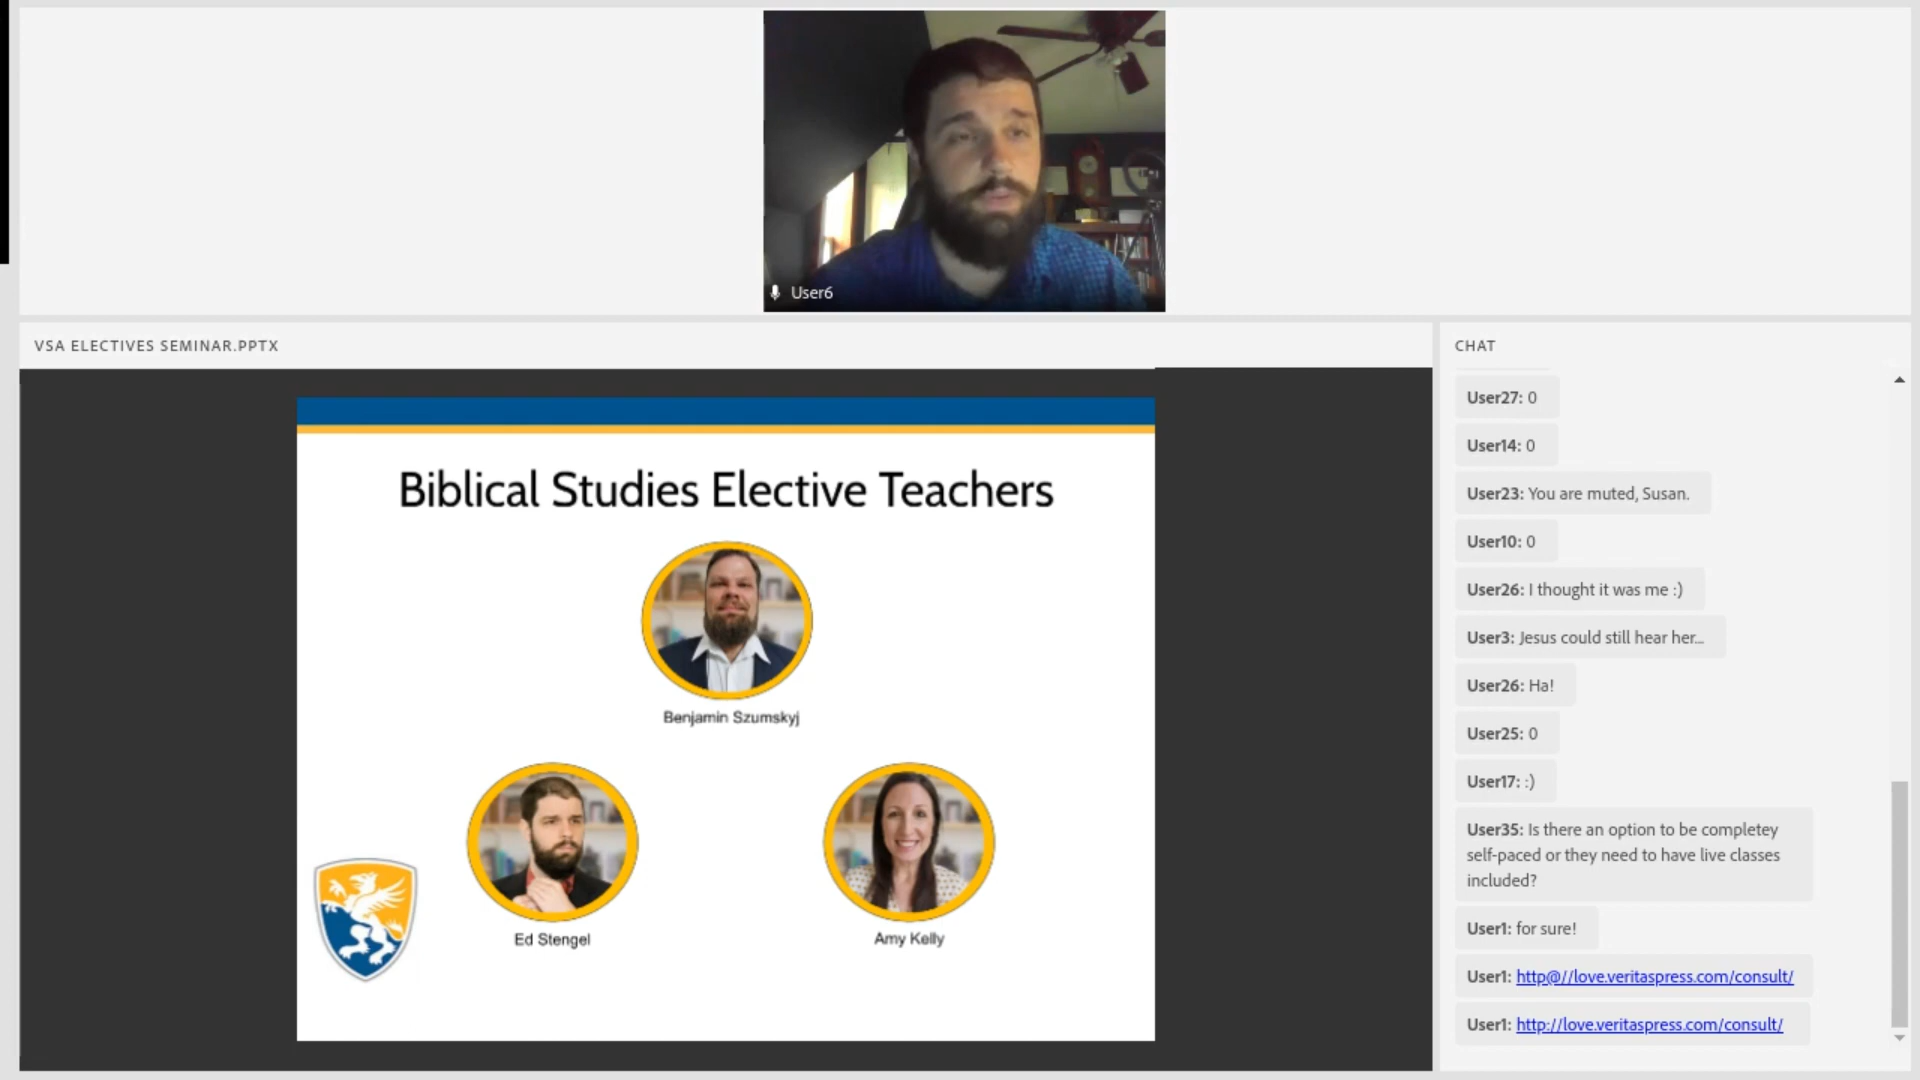 User6
VSA ELECTIVES SEMINAR.PPTX
Biblical Studies Elective Teachers
Benjamin Szumskyj
Ed Stengel
Amy Kelly
CHAT
User27: 0
User14: 0
User23: You are muted, Susan.
User10: 0
User26: I thought it was me :)
User3: Jesus could still hear her...
User26: Ha!
User25: 0
User17: :)
User35: Is there an option to be completey
self-paced or they need to have live classes
included?
User1: for sure!
User1: http@//love.veritaspress.com/consult/
User1: http://love.veritaspress.com/consult/